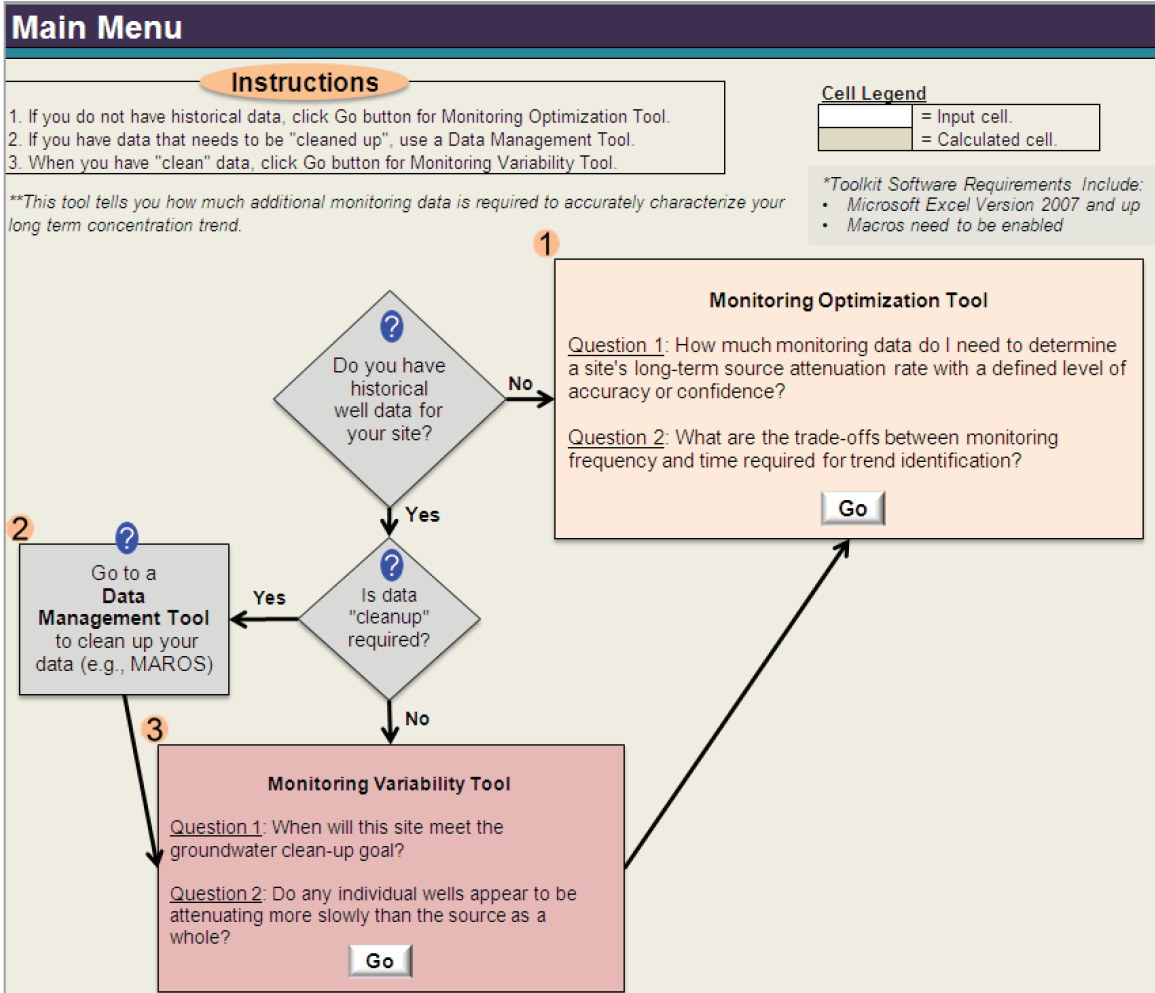 Main Menu
Instructions
1. If you do not have historical data, click Go button for Monitoring Optimization Tool.
2. If you have data that needs to be "cleaned up", use a Data Management Tool.
3. When you have "clean" data, click Go button for Monitoring Variability Tool.
**This tool tells you how much additional monitoring data is required to accurately characterize your
long term concentration trend.
Cell Legend
= Input cell.
= Calculated cell.
*Toolkit Software Requirements Include:
• Microsoft Excel Version 2007 and up
• Macros need to be enabled
1
Monitoring Optimization Tool
Question 1: How much monitoring data do I need to determine
a site's long-term source attenuation rate with a defined level of
accuracy or confidence?
Question 2: What are the trade-offs between monitoring
frequency and time required for trend identification?
Go
?
Do you have
historical
well data for
your site?
No
Yes
?
Is data
"cleanup"
required?
Yes
No
2
?
Go to a
Data
Management Tool
to clean up your
data (e.g., MAROS)
3
Monitoring Variability Tool
Question 1: When will this site meet the
groundwater clean-up goal?
Question 2: Do any individual wells appear to be
attenuating more slowly than the source as a
whole?
Go